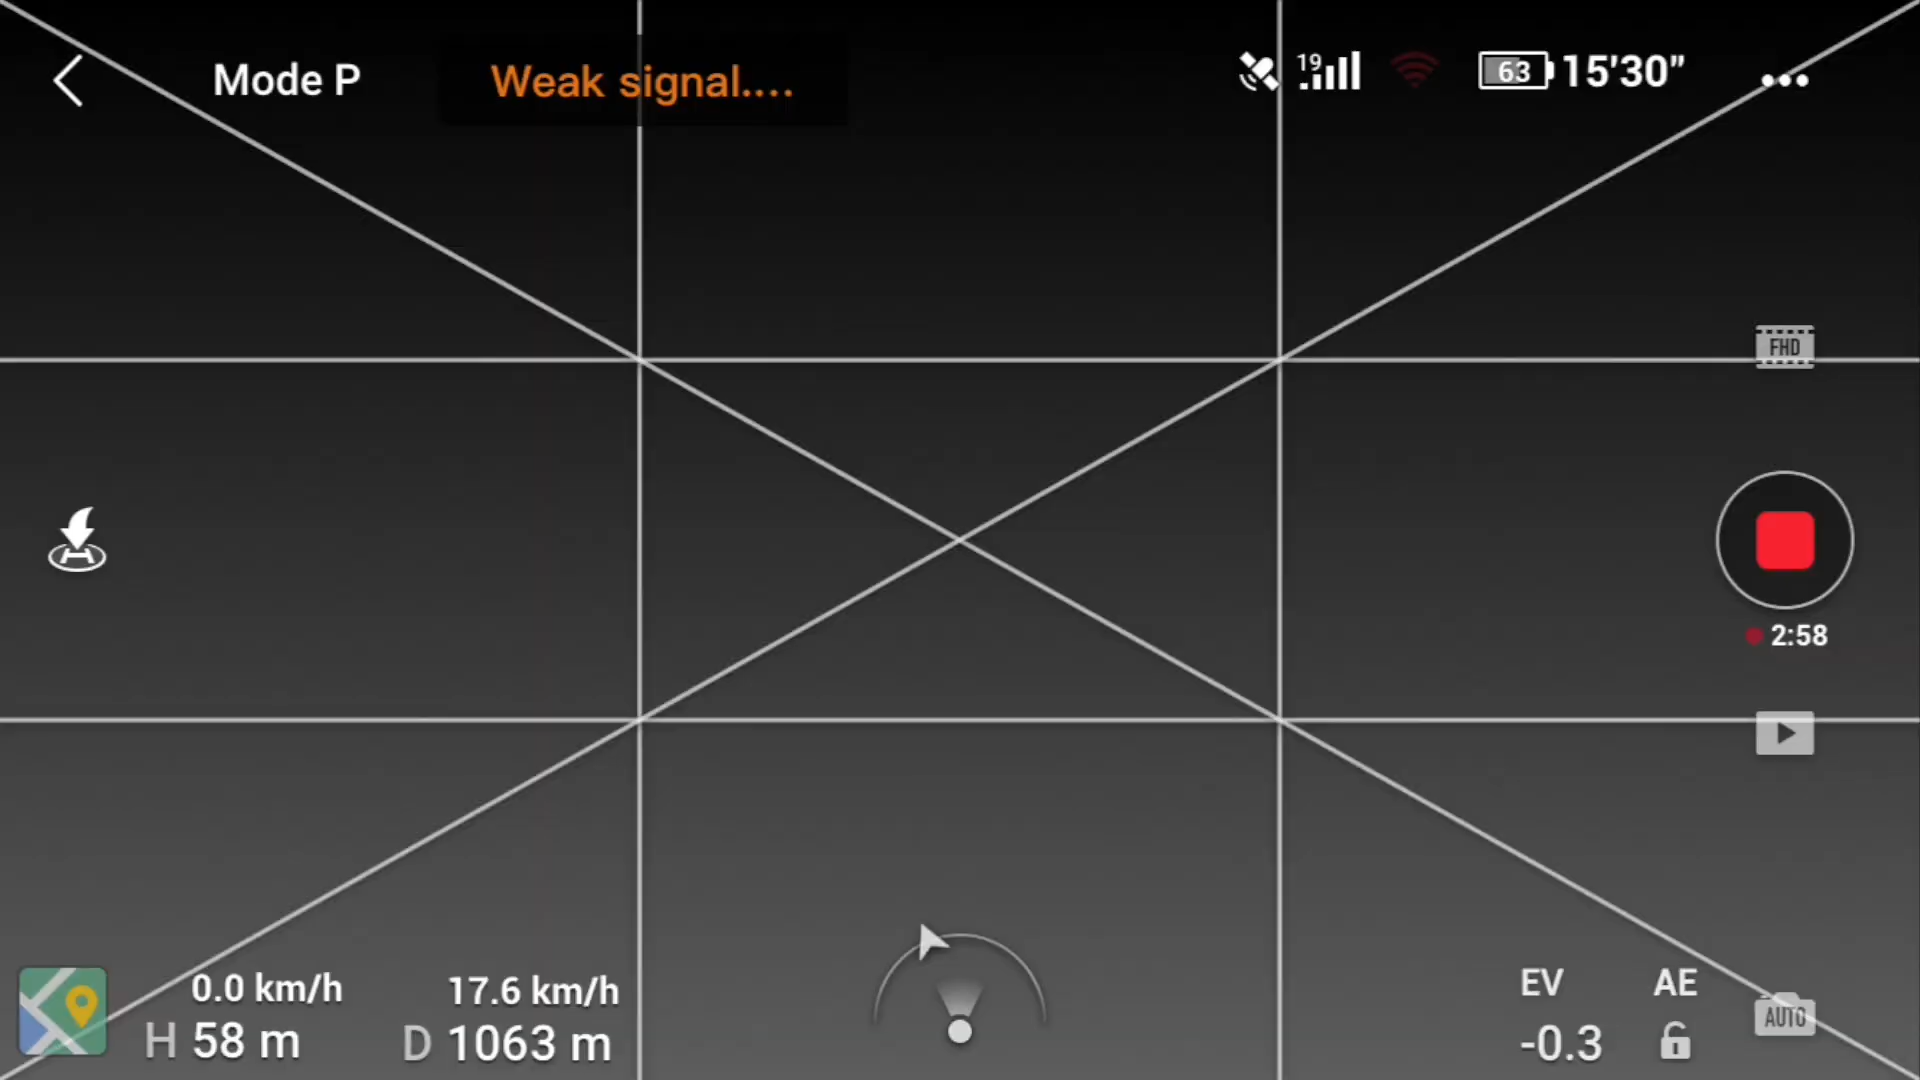 Mode P
Weak signal....
19
63
15'30"
FHD
2:58
0.0 km/h
17.6 km/h
H 58 m
D 1063 m
EV
AE
-0.3
AUTO